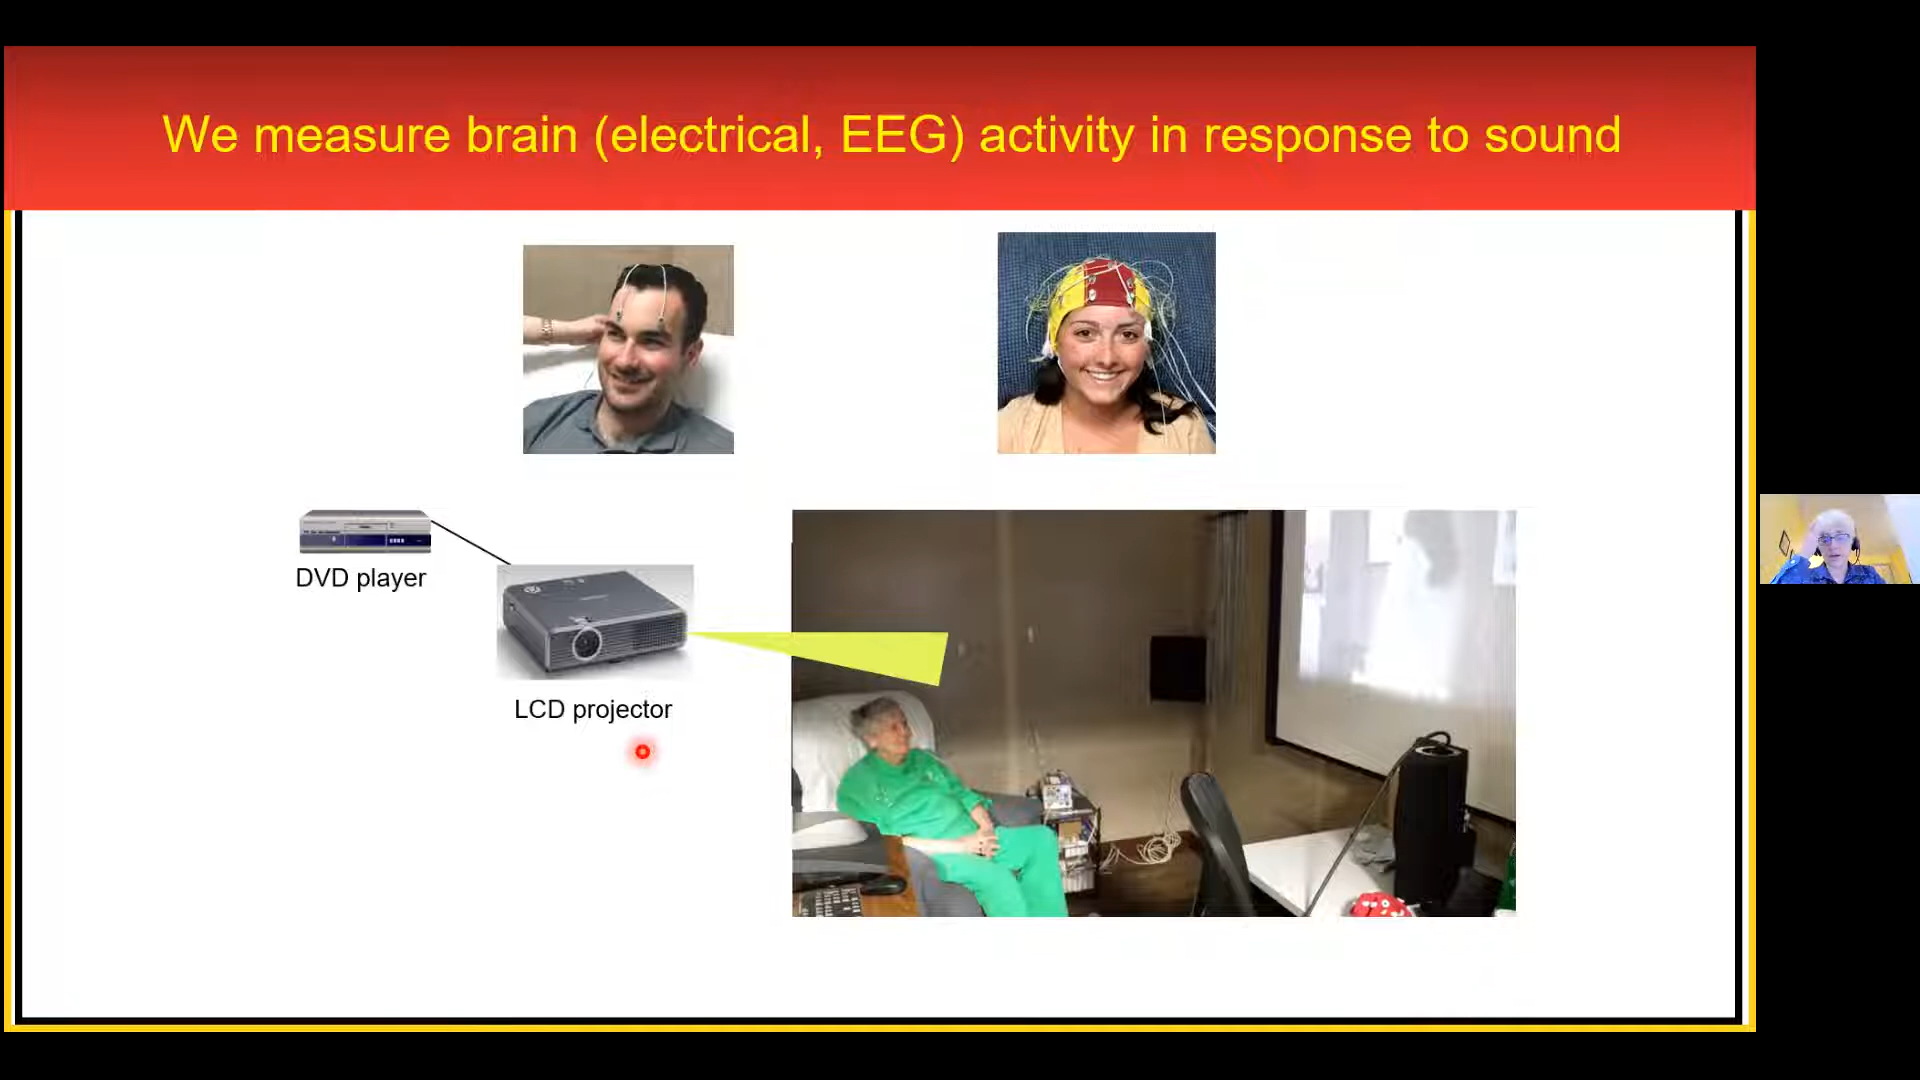 We measure brain (electrical, EEG) activity in response to sound
DVD player
LCD projector